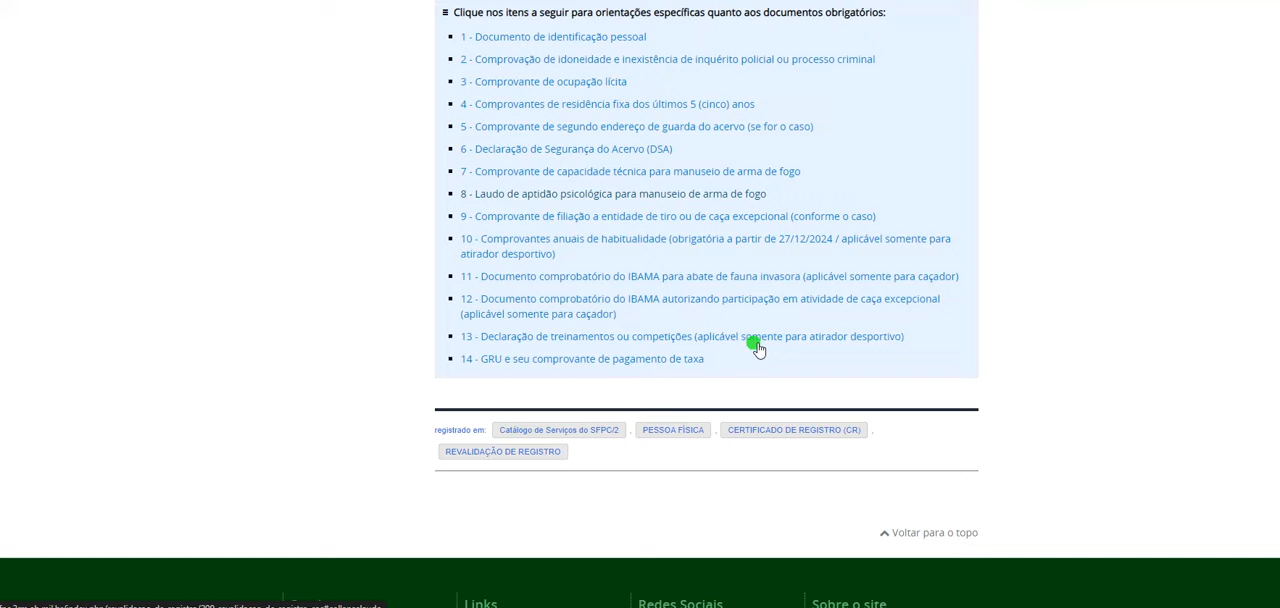 Clique nos itens a seguir para orientações específicas quanto aos documentos obrigatórios:
1 - Documento de identificação pessoal
2 - Comprovação de idoneidade e inexistência de inquérito policial ou processo criminal
3 - Comprovante de ocupação lícita
4 - Comprovantes de residência fixa dos últimos 5 (cinco) anos
5 - Comprovante de segundo endereço de guarda do acervo (se for o caso)
6 - Declaração de Segurança do Acervo (DSA)
7 - Comprovante de capacidade técnica para manuseio de arma de fogo
8 - Laudo de aptidão psicológica para manuseio de arma de fogo
9 - Comprovante de filiação a entidade de tiro ou de caça excepcional (conforme o caso)
10 - Comprovantes anuais de habitualidade (obrigatória a partir de 27/12/2024 / aplicável somente para
atirador desportivo)
11 - Documento comprobatório do IBAMA para abate de fauna invasora (aplicável somente para caçador)
12 - Documento comprobatório do IBAMA autorizando participação em atividade de caça excepcional
(aplicável somente para caçador)
13 - Declaração de treinamentos ou competições (aplicável somente para atirador desportivo)
14 - GRU e seu comprovante de pagamento de taxa
registrado em: Catálogo de Serviços do SFPC/2 , PESSOA FÍSICA , CERTIFICADO DE REGISTRO (CR) ,
REVALIDAÇÃO DE REGISTRO
Voltar para o topo
Links Redes Sociais Sobre o site